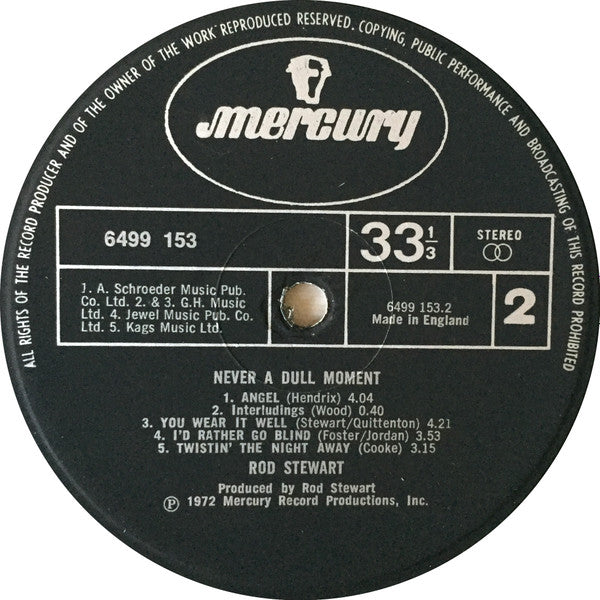 ALL RIGHTS OF THE RECORD PRODUCER AND OF THE OWNER OF THE WORK REPRODUCED RESERVED. COPYING, PUBLIC PERFORMANCE AND BROADCASTING OF THIS RECORD PROHIBITED
mercury
6499 153
33 1/3
STEREO
1. A. Schroeder Music Pub.
Co. Ltd. 2. & 3. G.H. Music
Ltd. 4. Jewel Music Pub. Co.
Ltd. 5. Kags Music Ltd.
6499 153.2
Made in England
2
NEVER A DULL MOMENT
1. ANGEL (Hendrix) 4.04
2. Interludings (Wood) 0.40
3. YOU WEAR IT WELL (Stewart/Quittenton) 4.21
4. I'D RATHER GO BLIND (Foster/Jordan) 3.53
5. TWISTIN' THE NIGHT AWAY (Cooke) 3.15
ROD STEWART
Produced by Rod Stewart
Ⓟ 1972 Mercury Record Productions, Inc.